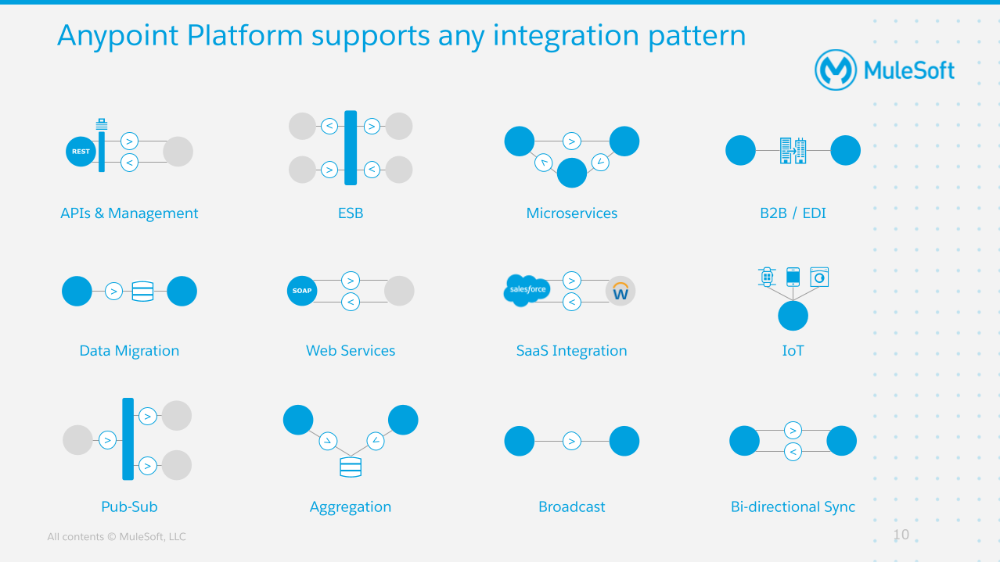 Anypoint Platform supports any integration pattern
MuleSoft
REST
APIs & Management
ESB
Microservices
B2B / EDI
SOAP
salesforce
W
Data Migration
Web Services
SaaS Integration
IoT
Pub-Sub
Aggregation
Broadcast
Bi-directional Sync
All contents © MuleSoft, LLC
10